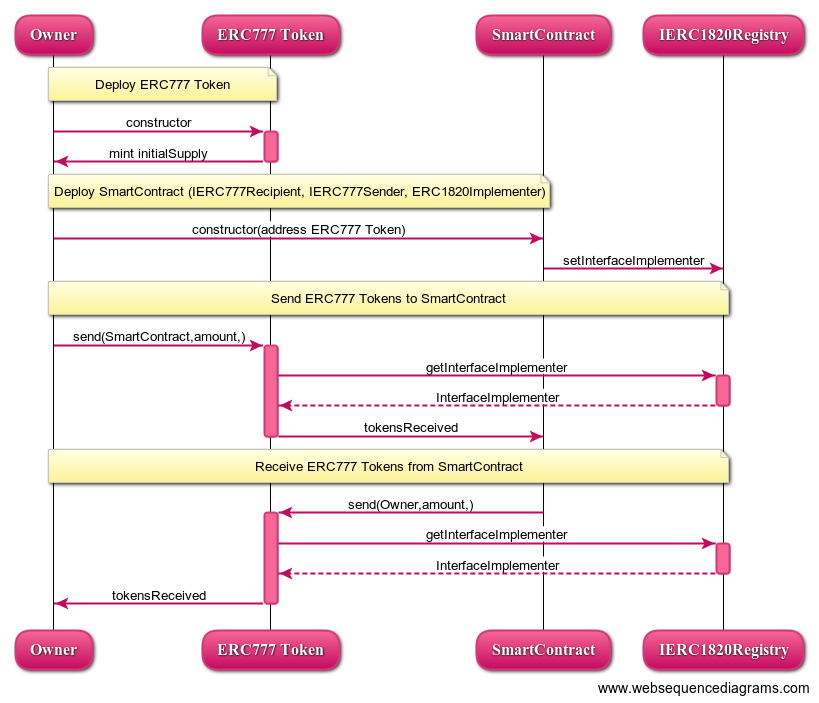 Owner
ERC777 Token
SmartContract
IERC1820Registry
Deploy ERC777 Token
constructor
mint initialSupply
Deploy SmartContract (IERC777Recipient, IERC777Sender, ERC1820Implementer)
constructor(address ERC777 Token)
setInterfaceImplementer
Send ERC777 Tokens to SmartContract
send(SmartContract,amount,)
getInterfaceImplementer
InterfaceImplementer
tokensReceived
Receive ERC777 Tokens from SmartContract
send(Owner,amount,)
getInterfaceImplementer
InterfaceImplementer
tokensReceived
Owner
ERC777 Token
SmartContract
IERC1820Registry
www.websequencediagrams.com